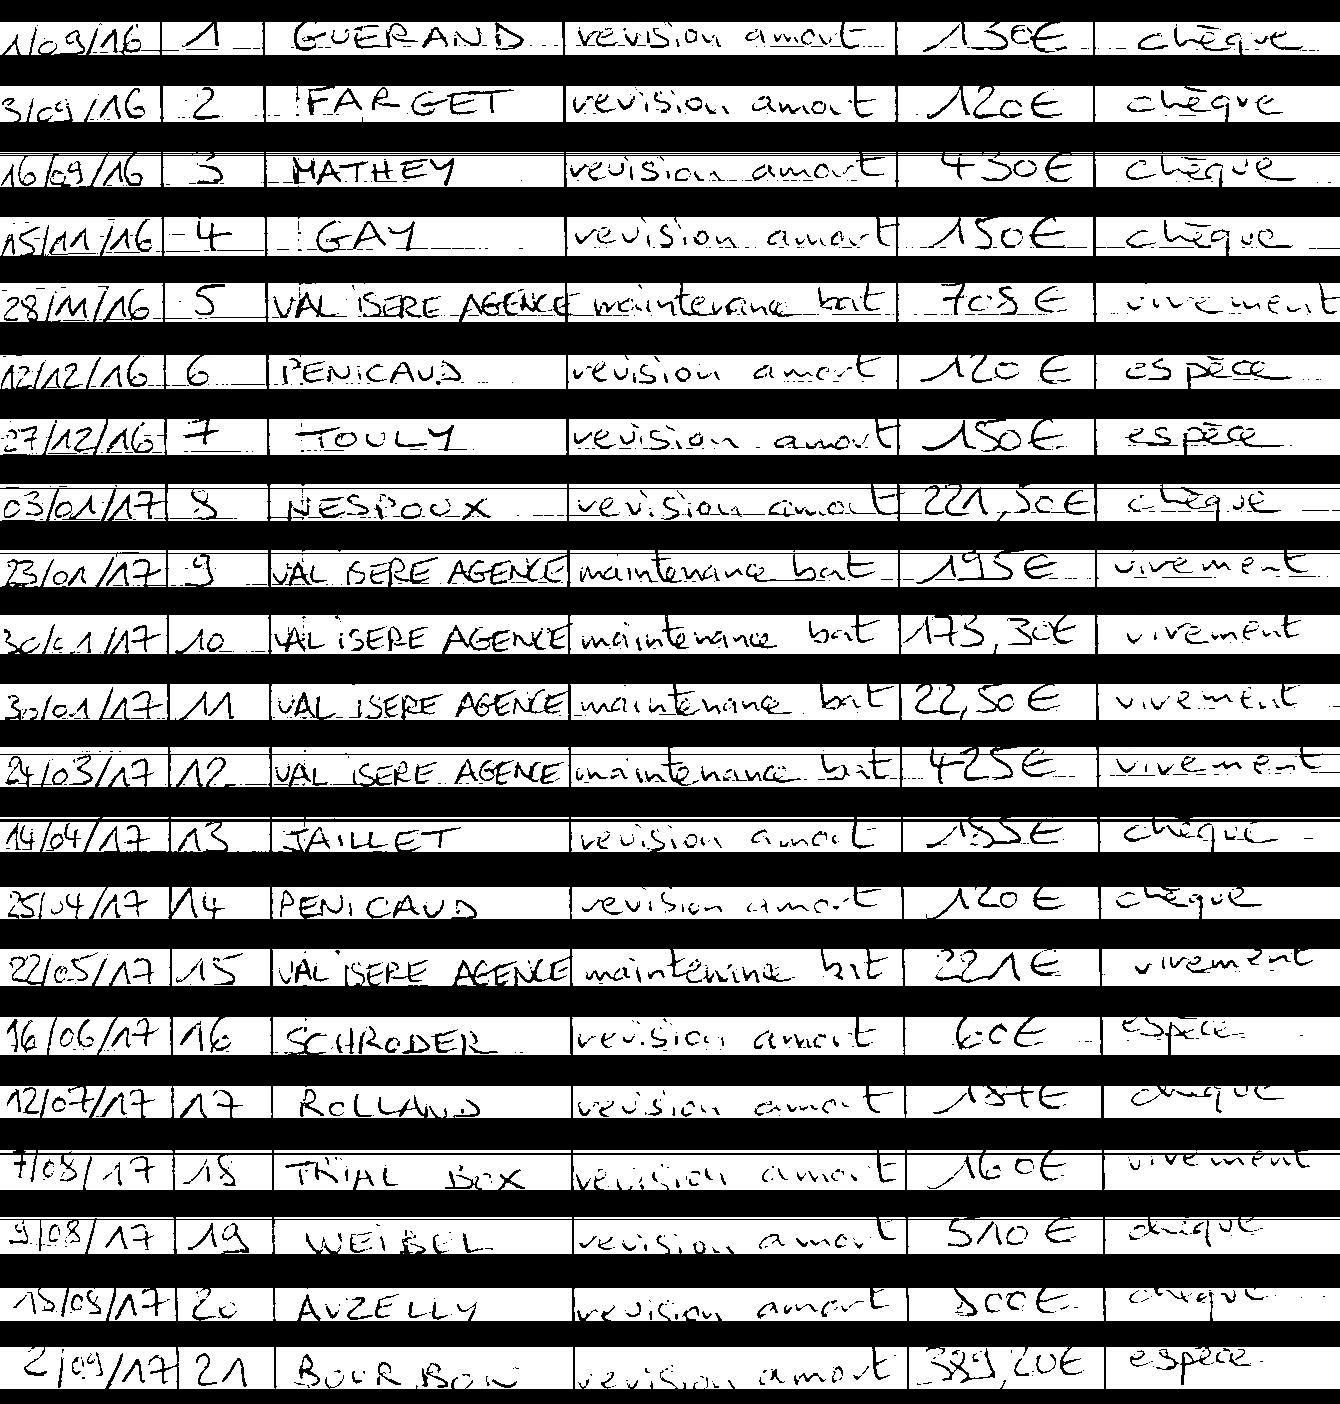 1/09/16 1 GUERAND revision amort 130€ chèque
3/09/16 2 FARGET revision amort 120€ chèque
16/09/16 3 MATHEY revision amort 430€ chèque
15/11/16 4 GAY revision amort 150€ chèque
28/11/16 5 VAL ISERE AGENCE maintenance bat 705 € virement
12/12/16 6 PENICAUD revision amort 120 € espèce
27/12/16 7 TOULY revision amort 150€ espèce
03/01/17 8 NESPOUX revision amort 221,50€ chèque
23/01/17 9 VAL ISERE AGENCE maintenance bat 195€ virement
30/01/17 10 VAL ISERE AGENCE maintenance bat 173,30€ virement
30/01/17 11 VAL ISERE AGENCE maintenance bat 22,50€ virement
24/03/17 12 VAL ISERE AGENCE maintenance bat 425€ virement
14/04/17 13 JAILLET revision amort chèque
25/04/17 14 PENICAUD revision amort 120€ chèque
22/05/17 15 VAL ISERE AGENCE maintenance bat 221€ virement
16/06/17 16 SCHRODER revision amort 60€ espèce
12/07/17 17 ROLLAND revision amort chèque
7/08/17 18 TRIAL BOX revision amort 160€ virement
9/08/17 19 WEIBEL revision amort 510 € chèque
20 AUZELLY revision amort chèque
2/09/17 21 BOURBON revision amort 389,20€ espèce